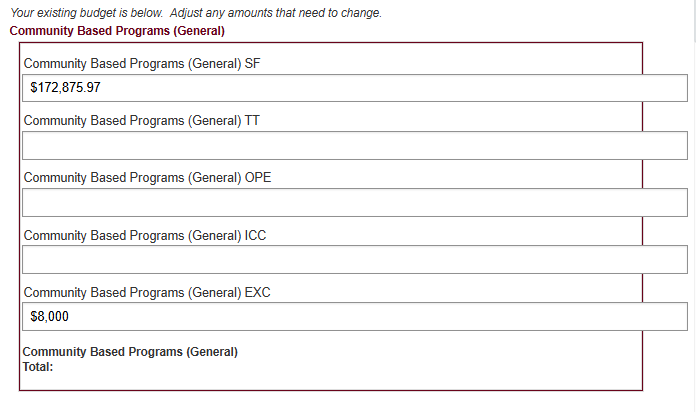 Your existing budget is below.  Adjust any amounts that need to change.
Community Based Programs (General)
Community Based Programs (General) SF
$172,875.97
Community Based Programs (General) TT
Community Based Programs (General) OPE
Community Based Programs (General) ICC
Community Based Programs (General) EXC
$8,000
Community Based Programs (General)
Total: